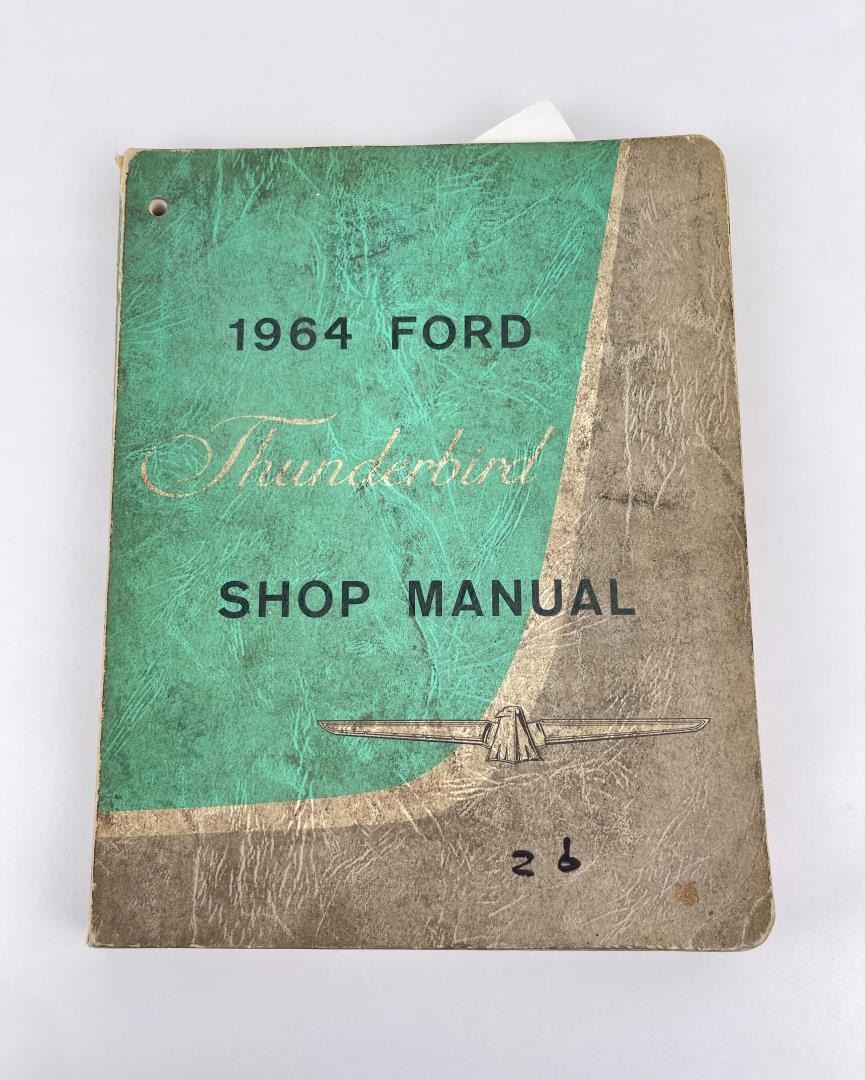 1964 FORD
Thunderbird
SHOP MANUAL
26